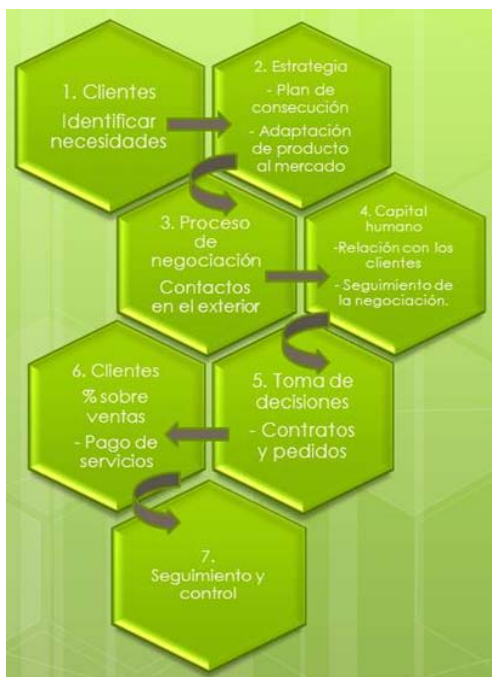 1. Clientes
Identificar
necesidades
2. Estrategia
- Plan de
consecución
- Adaptación
de producto
al mercado
3. Proceso
de
negociación
Contactos
en el exterior
4. Capital
humano
-Relación con los
clientes
- Seguimiento de
la negociación.
5. Toma de
decisiones
- Contratos
y pedidos
6. Clientes
% sobre
ventas
- Pago de
servicios
7.
Seguimiento y
control